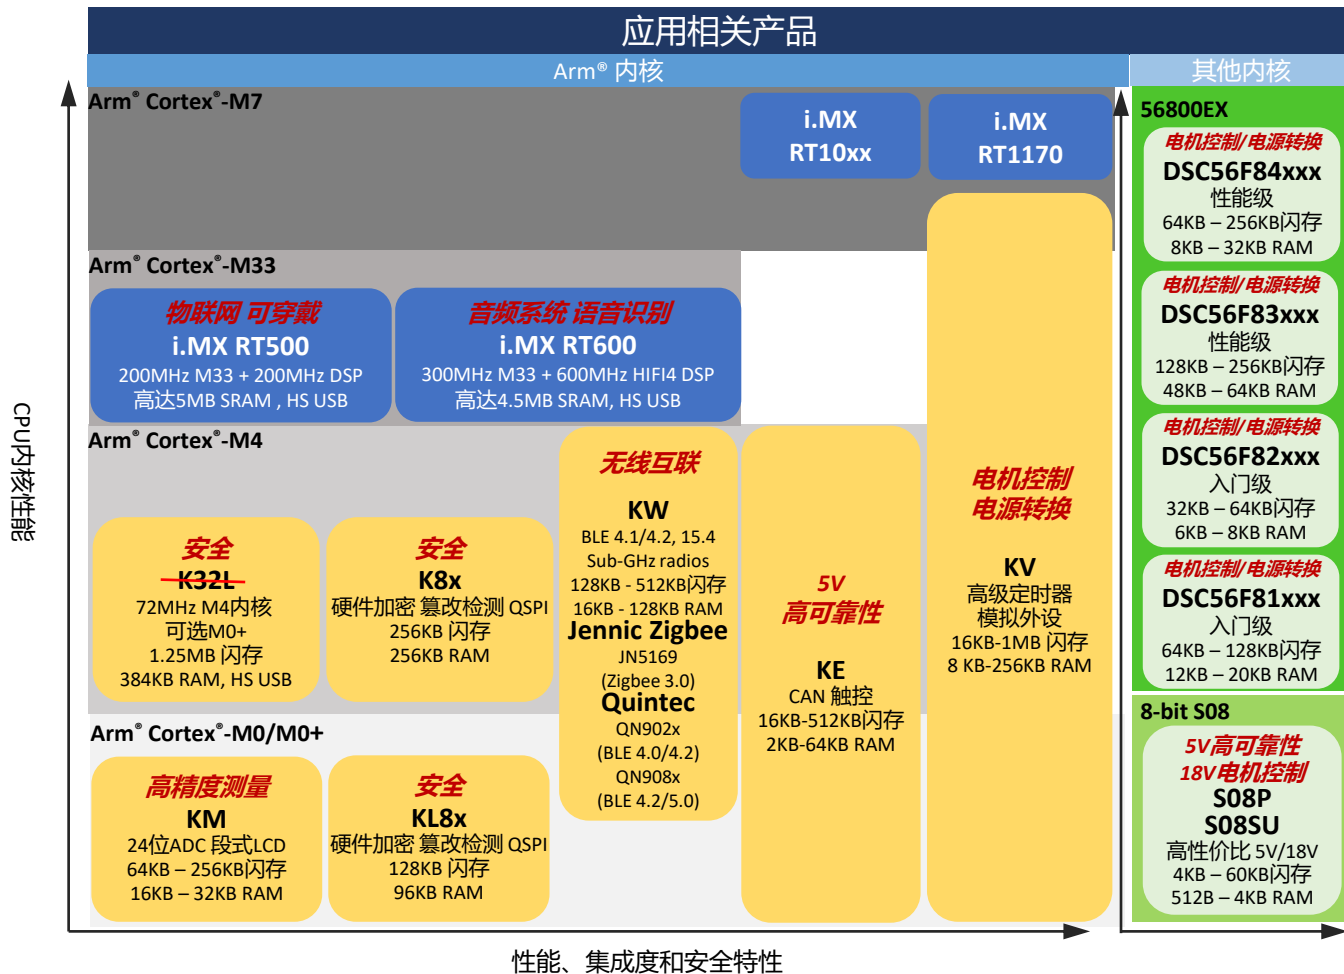 应用相关产品
Arm® 内核
其他内核
CPU内核性能
Arm® Cortex®-M7
i.MX
RT10xx
i.MX
RT1170
Arm® Cortex®-M33
物联网 可穿戴
i.MX RT500
200MHz M33 + 200MHz DSP
高达5MB SRAM , HS USB
音频系统 语音识别
i.MX RT600
300MHz M33 + 600MHz HIFI4 DSP
高达4.5MB SRAM, HS USB
Arm® Cortex®-M4
安全
K32L
72MHz M4内核
可选M0+
1.25MB 闪存
384KB RAM, HS USB
安全
K8x
硬件加密 篡改检测 QSPI
256KB 闪存
256KB RAM
无线互联
KW
BLE 4.1/4.2, 15.4
Sub-GHz radios
128KB - 512KB闪存
16KB - 128KB RAM
Jennic Zigbee
JN5169
(Zigbee 3.0)
Quintec
QN902x
(BLE 4.0/4.2)
QN908x
(BLE 4.2/5.0)
5V
高可靠性
KE
CAN 触控
16KB-512KB闪存
2KB-64KB RAM
电机控制
电源转换
KV
高级定时器
模拟外设
16KB-1MB 闪存
8 KB-256KB RAM
Arm® Cortex®-M0/M0+
高精度测量
KM
24位ADC 段式LCD
64KB – 256KB闪存
16KB – 32KB RAM
安全
KL8x
硬件加密 篡改检测 QSPI
128KB 闪存
96KB RAM
56800EX
电机控制/电源转换
DSC56F84xxx
性能级
64KB – 256KB闪存
8KB – 32KB RAM
电机控制/电源转换
DSC56F83xxx
性能级
128KB – 256KB闪存
48KB – 64KB RAM
电机控制/电源转换
DSC56F82xxx
入门级
32KB – 64KB闪存
6KB – 8KB RAM
电机控制/电源转换
DSC56F81xxx
入门级
64KB – 128KB闪存
12KB – 20KB RAM
8-bit S08
5V高可靠性
18V电机控制
S08P
S08SU
高性价比 5V/18V
4KB – 60KB闪存
512B – 4KB RAM
性能、集成度和安全特性